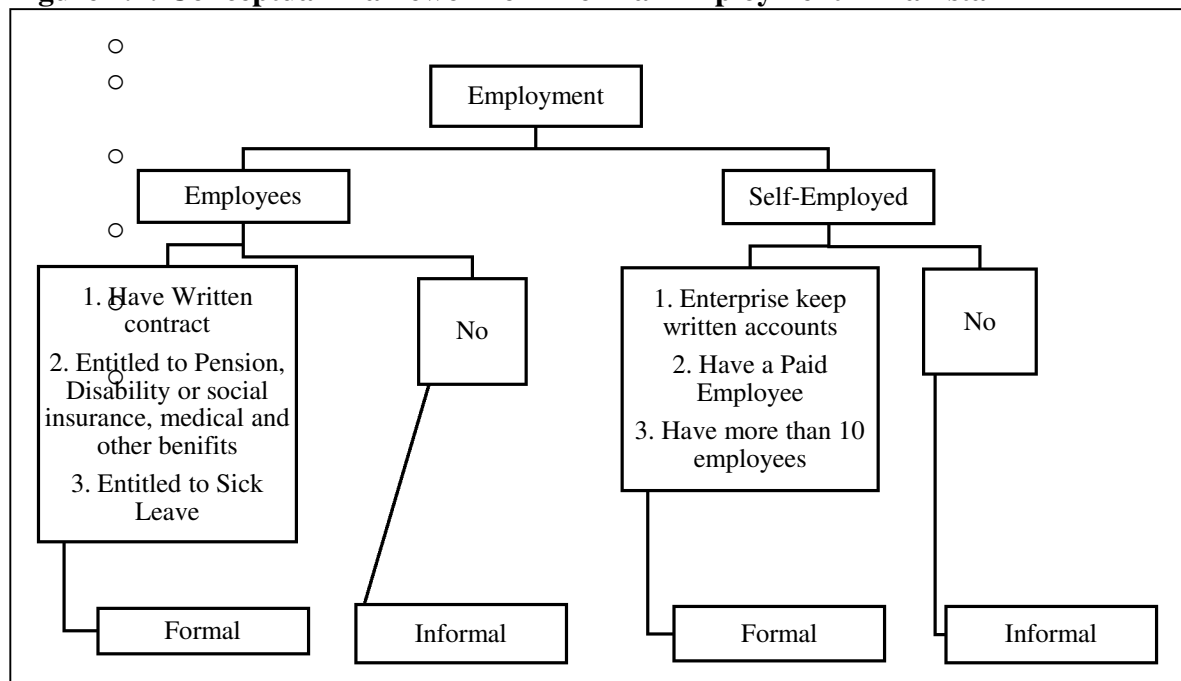 Employment
Employees
Self-Employed
1. Have Written
contract
2. Entitled to Pension,
Disability or social
insurance, medical and
other benifits
3. Entitled to Sick
Leave
No
1. Enterprise keep
written accounts
2. Have a Paid
Employee
3. Have more than 10
employees
No
Formal
Informal
Formal
Informal